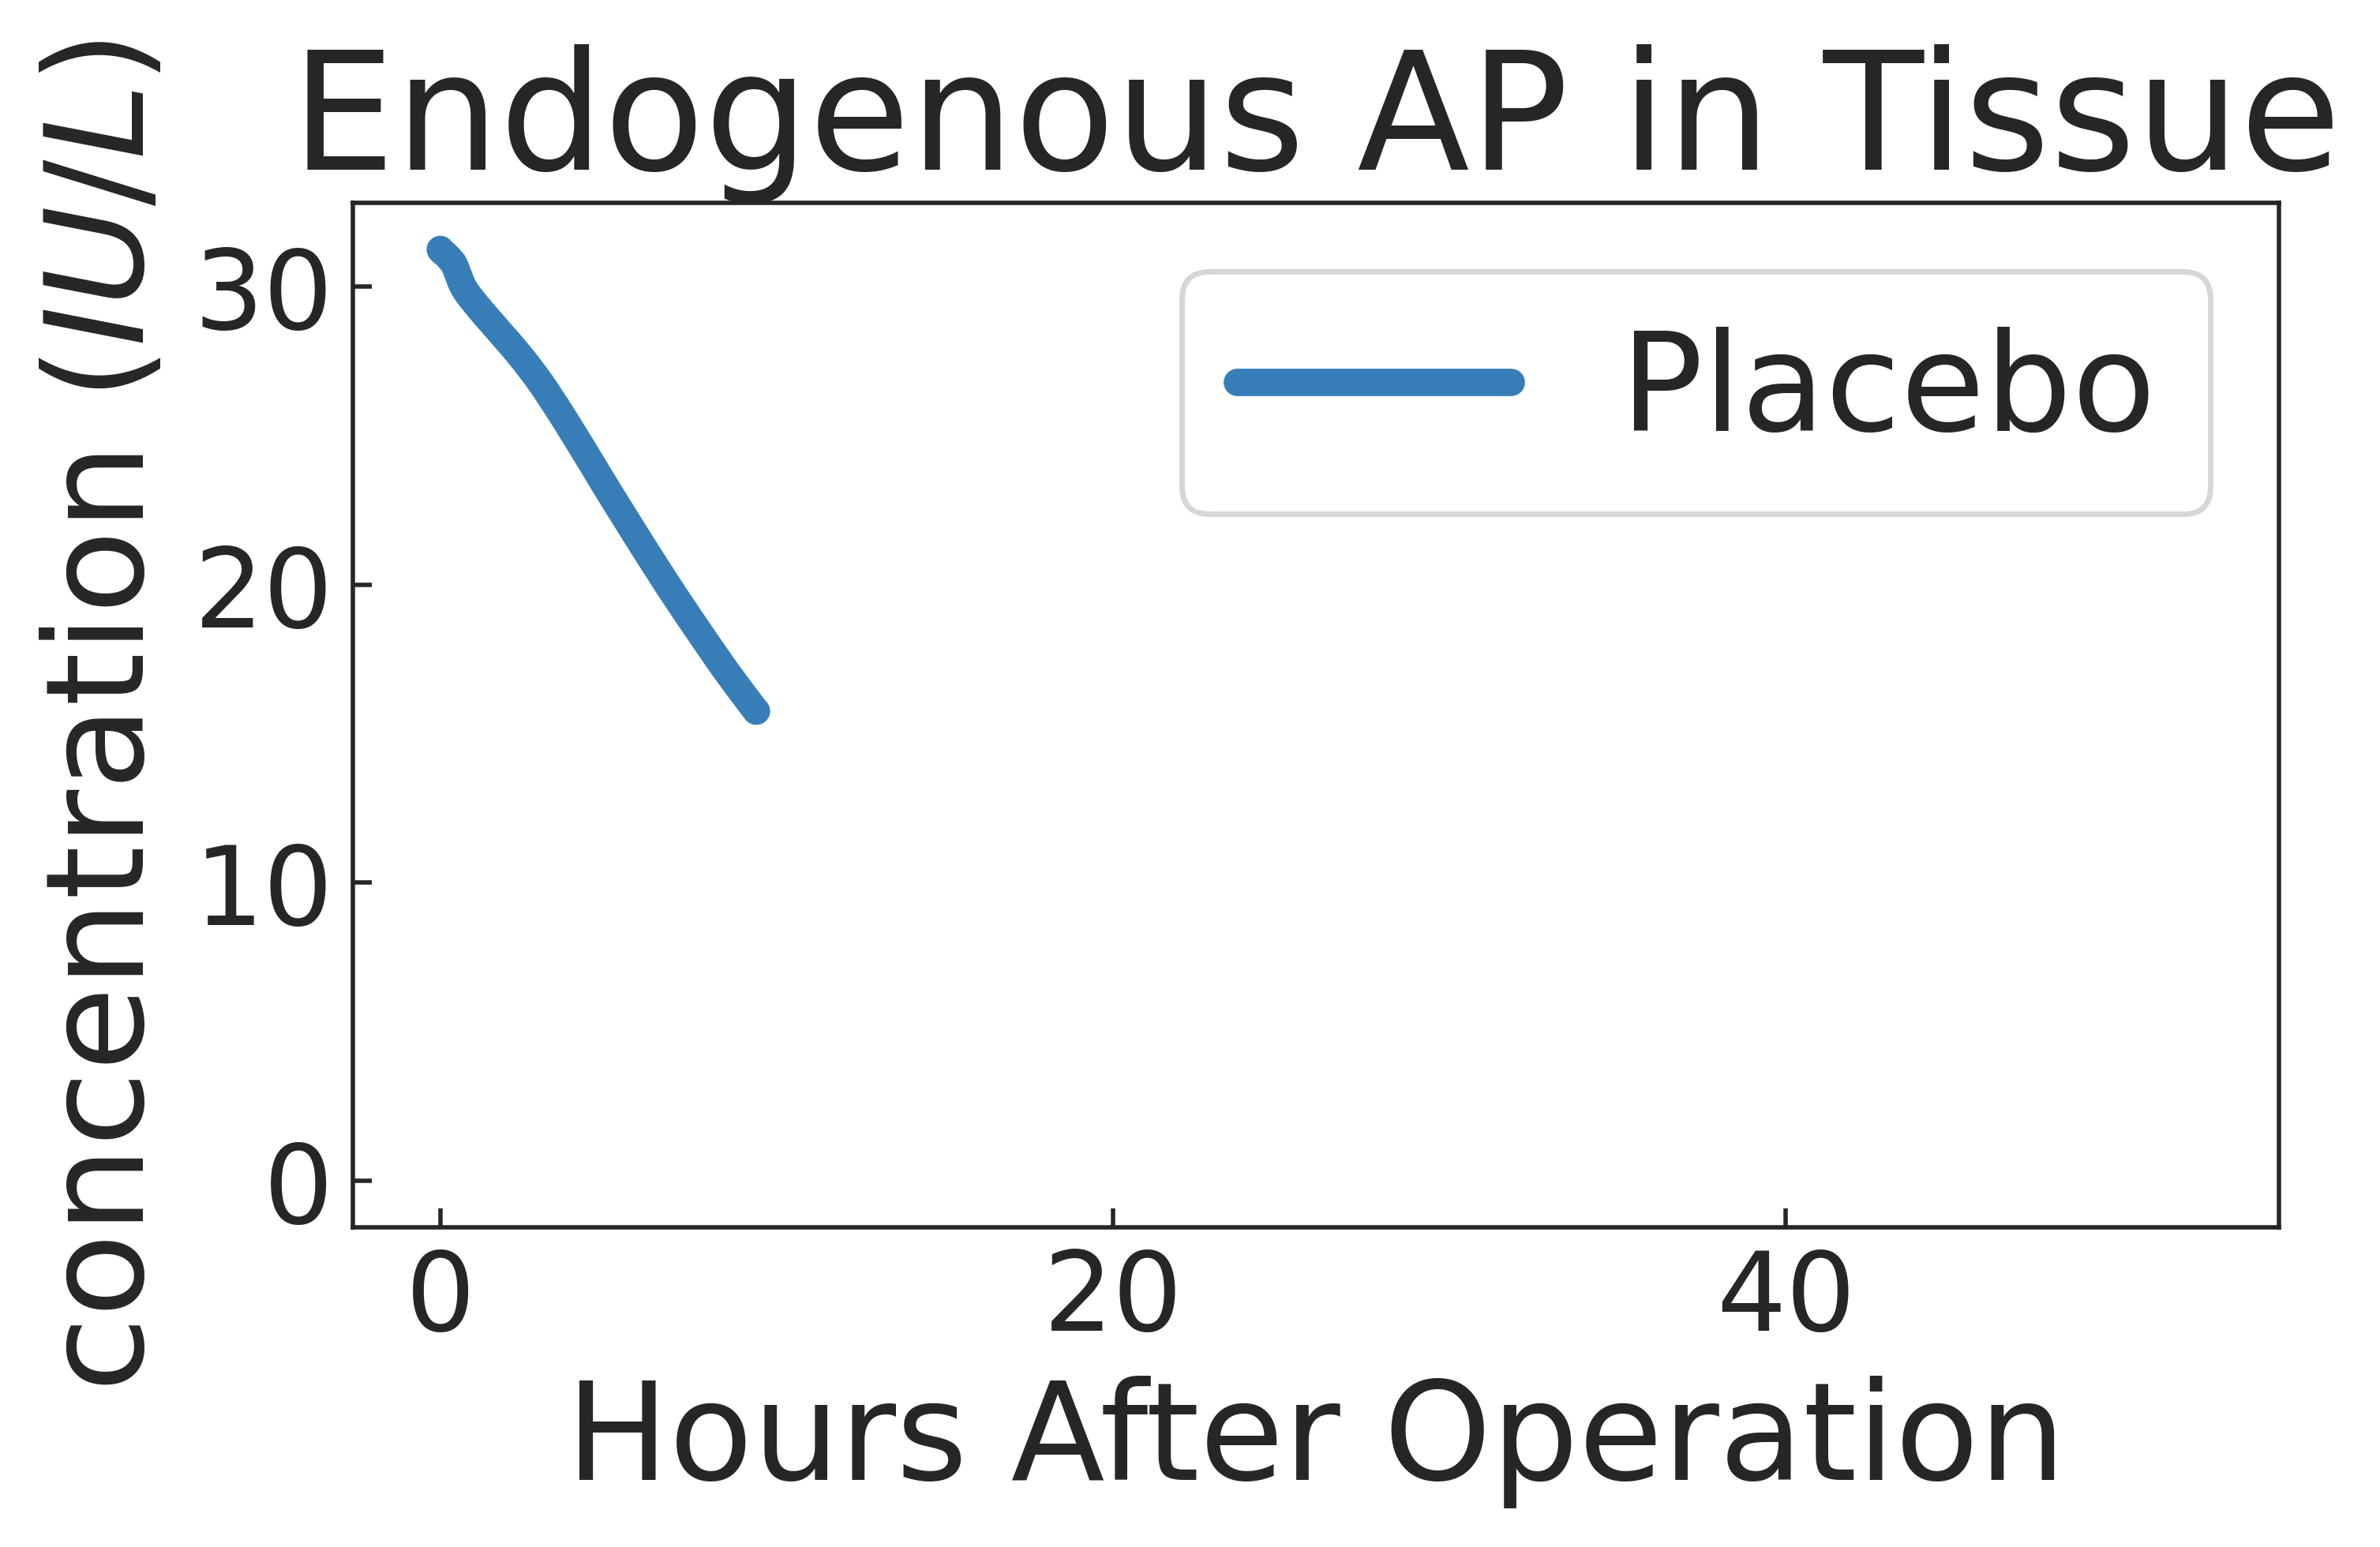 Endogenous AP in Tissue
concentration (IU/L)
30
20
10
0
Placebo
0 20 40
Hours After Operation